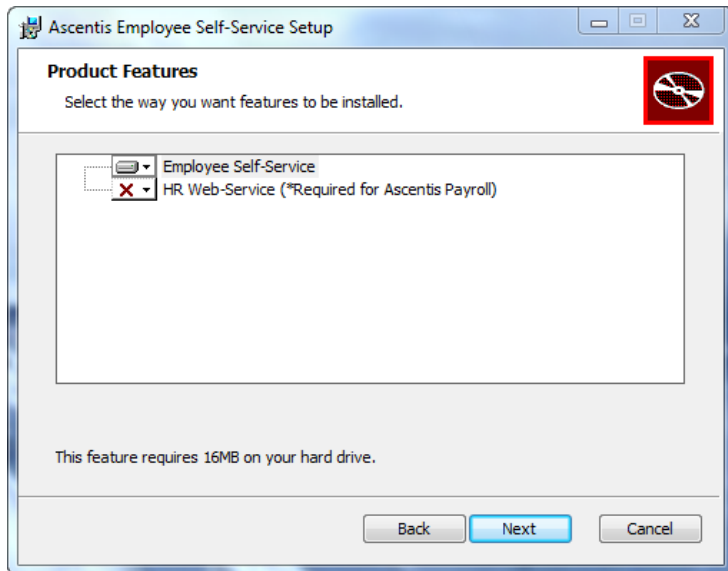 Ascentis Employee Self-Service Setup
Product Features
Select the way you want features to be installed.
Employee Self-Service
HR Web-Service (*Required for Ascentis Payroll)
This feature requires 16MB on your hard drive.
Back Next Cancel